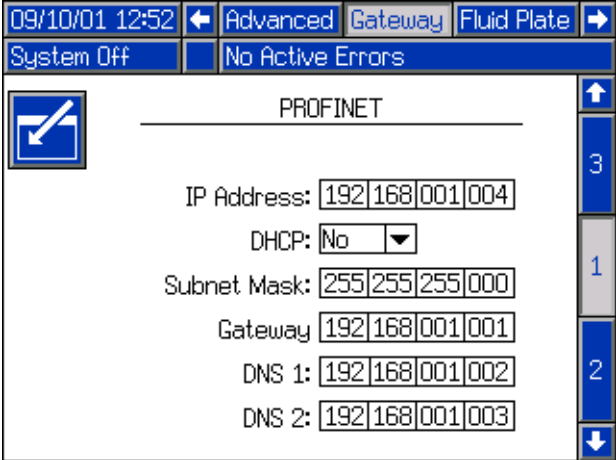 09/10/01 12:52 Advanced Gateway Fluid Plate
System Off No Active Errors
PROFINET
3
IP Address: 192 168 001 004
DHCP: No
Subnet Mask: 255 255 255 000
1
Gateway 192 168 001 001
DNS 1: 192 168 001 002
2
DNS 2: 192 168 001 003